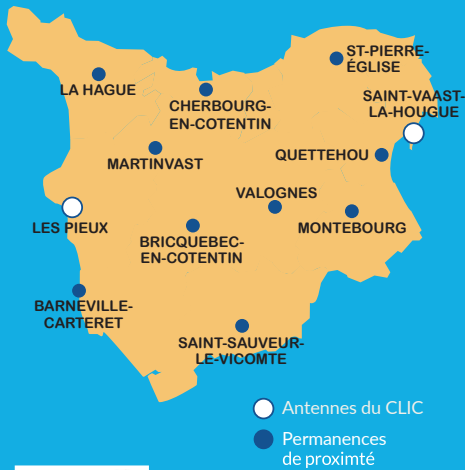 ST-PIERRE-
ÉGLISE
LA HAGUE
SAINT-VAAST-
LA-HOUGUE
CHERBOURG-
EN-COTENTIN
MARTINVAST
QUETTEHOU
VALOGNES
LES PIEUX
MONTEBOURG
BRICQUEBEC-
EN-COTENTIN
BARNEVILLE-
CARTERET
SAINT-SAUVEUR-
LE-VICOMTE
Antennes du CLIC
Permanences
de proximté